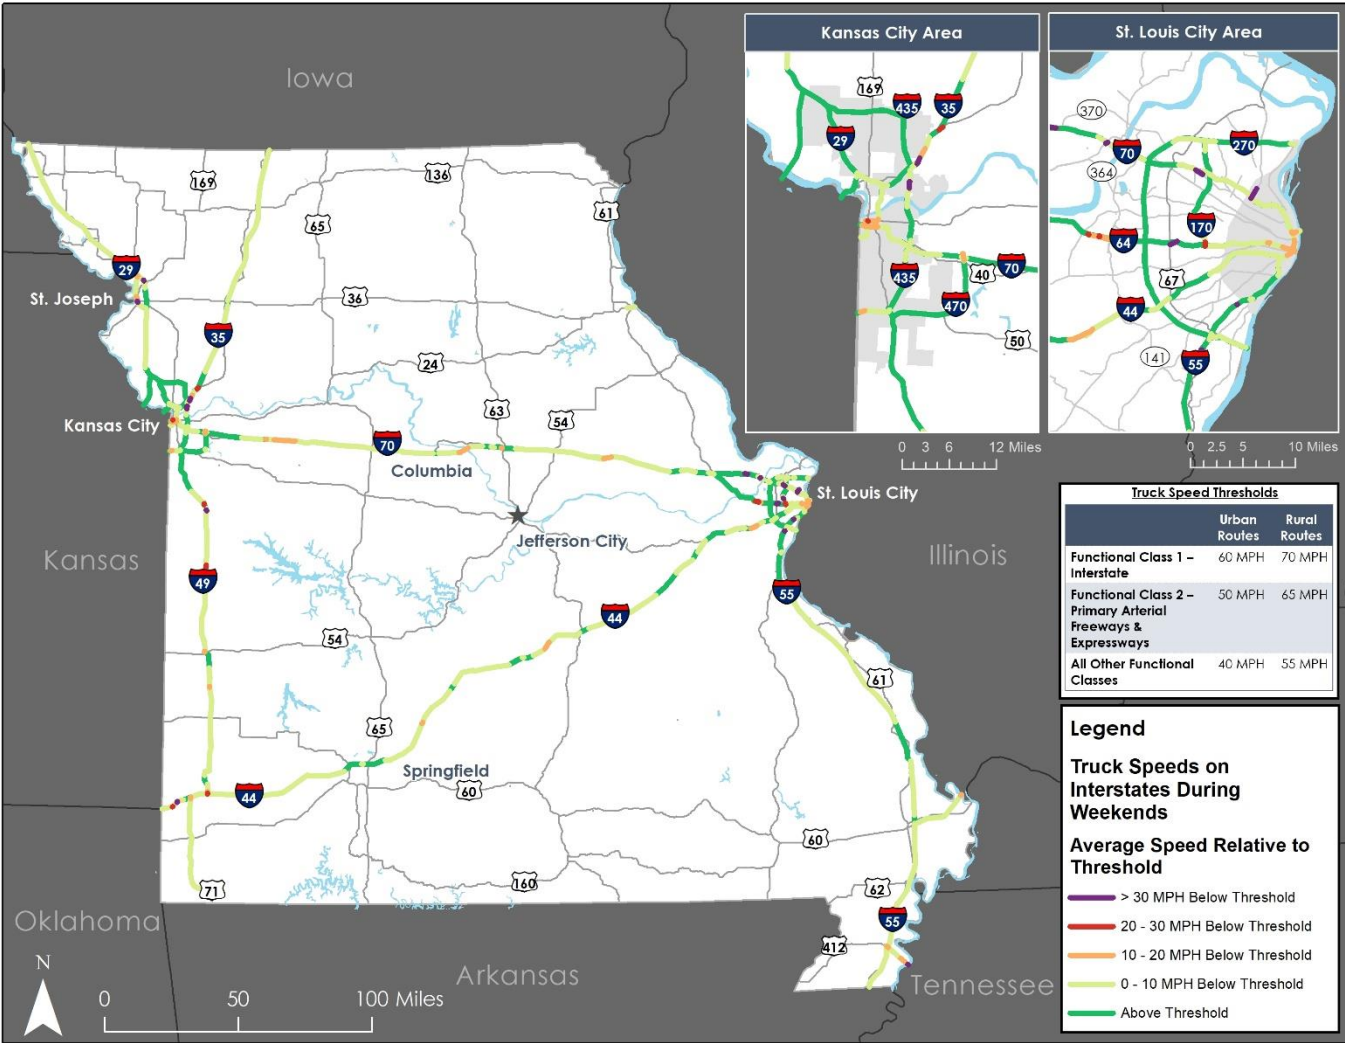 Iowa
Kansas City Area
St. Louis City Area
169
435
35
29
435
40
70
470
50
0 3 6 12 Miles
370
70
270
364
170
64
67
44
141
55
0 2.5 5 10 Miles
169
136
65
61
29
St. Joseph
36
35
24
63
54
Kansas City
70
Columbia
St. Louis City
Jefferson City
Kansas
Illinois
49
55
44
54
61
65
Springfield
60
44
60
71
160
62
55
412
Oklahoma
Arkansas
Tennessee
N
0 50 100 Miles
Truck Speed Thresholds
Urban Routes Rural Routes
Functional Class 1 – Interstate 60 MPH 70 MPH
Functional Class 2 – Primary Arterial Freeways & Expressways 50 MPH 65 MPH
All Other Functional Classes 40 MPH 55 MPH
Legend
Truck Speeds on
Interstates During
Weekends
Average Speed Relative to
Threshold
> 30 MPH Below Threshold
20 - 30 MPH Below Threshold
10 - 20 MPH Below Threshold
0 - 10 MPH Below Threshold
Above Threshold